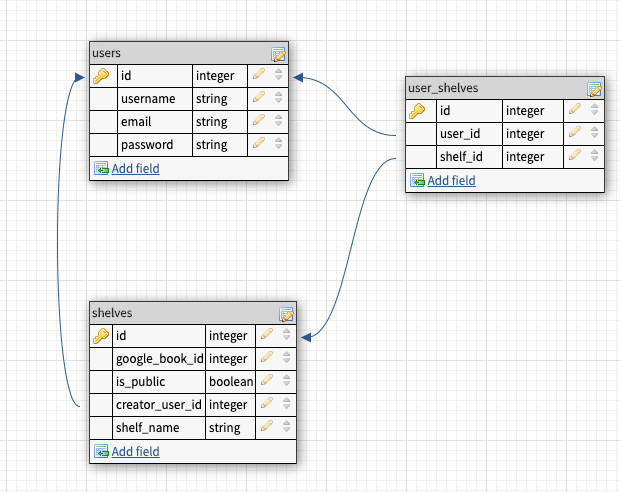 users
id integer
username string
email string
password string
Add field
user_shelves
id integer
user_id integer
shelf_id integer
Add field
shelves
id integer
google_book_id integer
is_public boolean
creator_user_id integer
shelf_name string
Add field